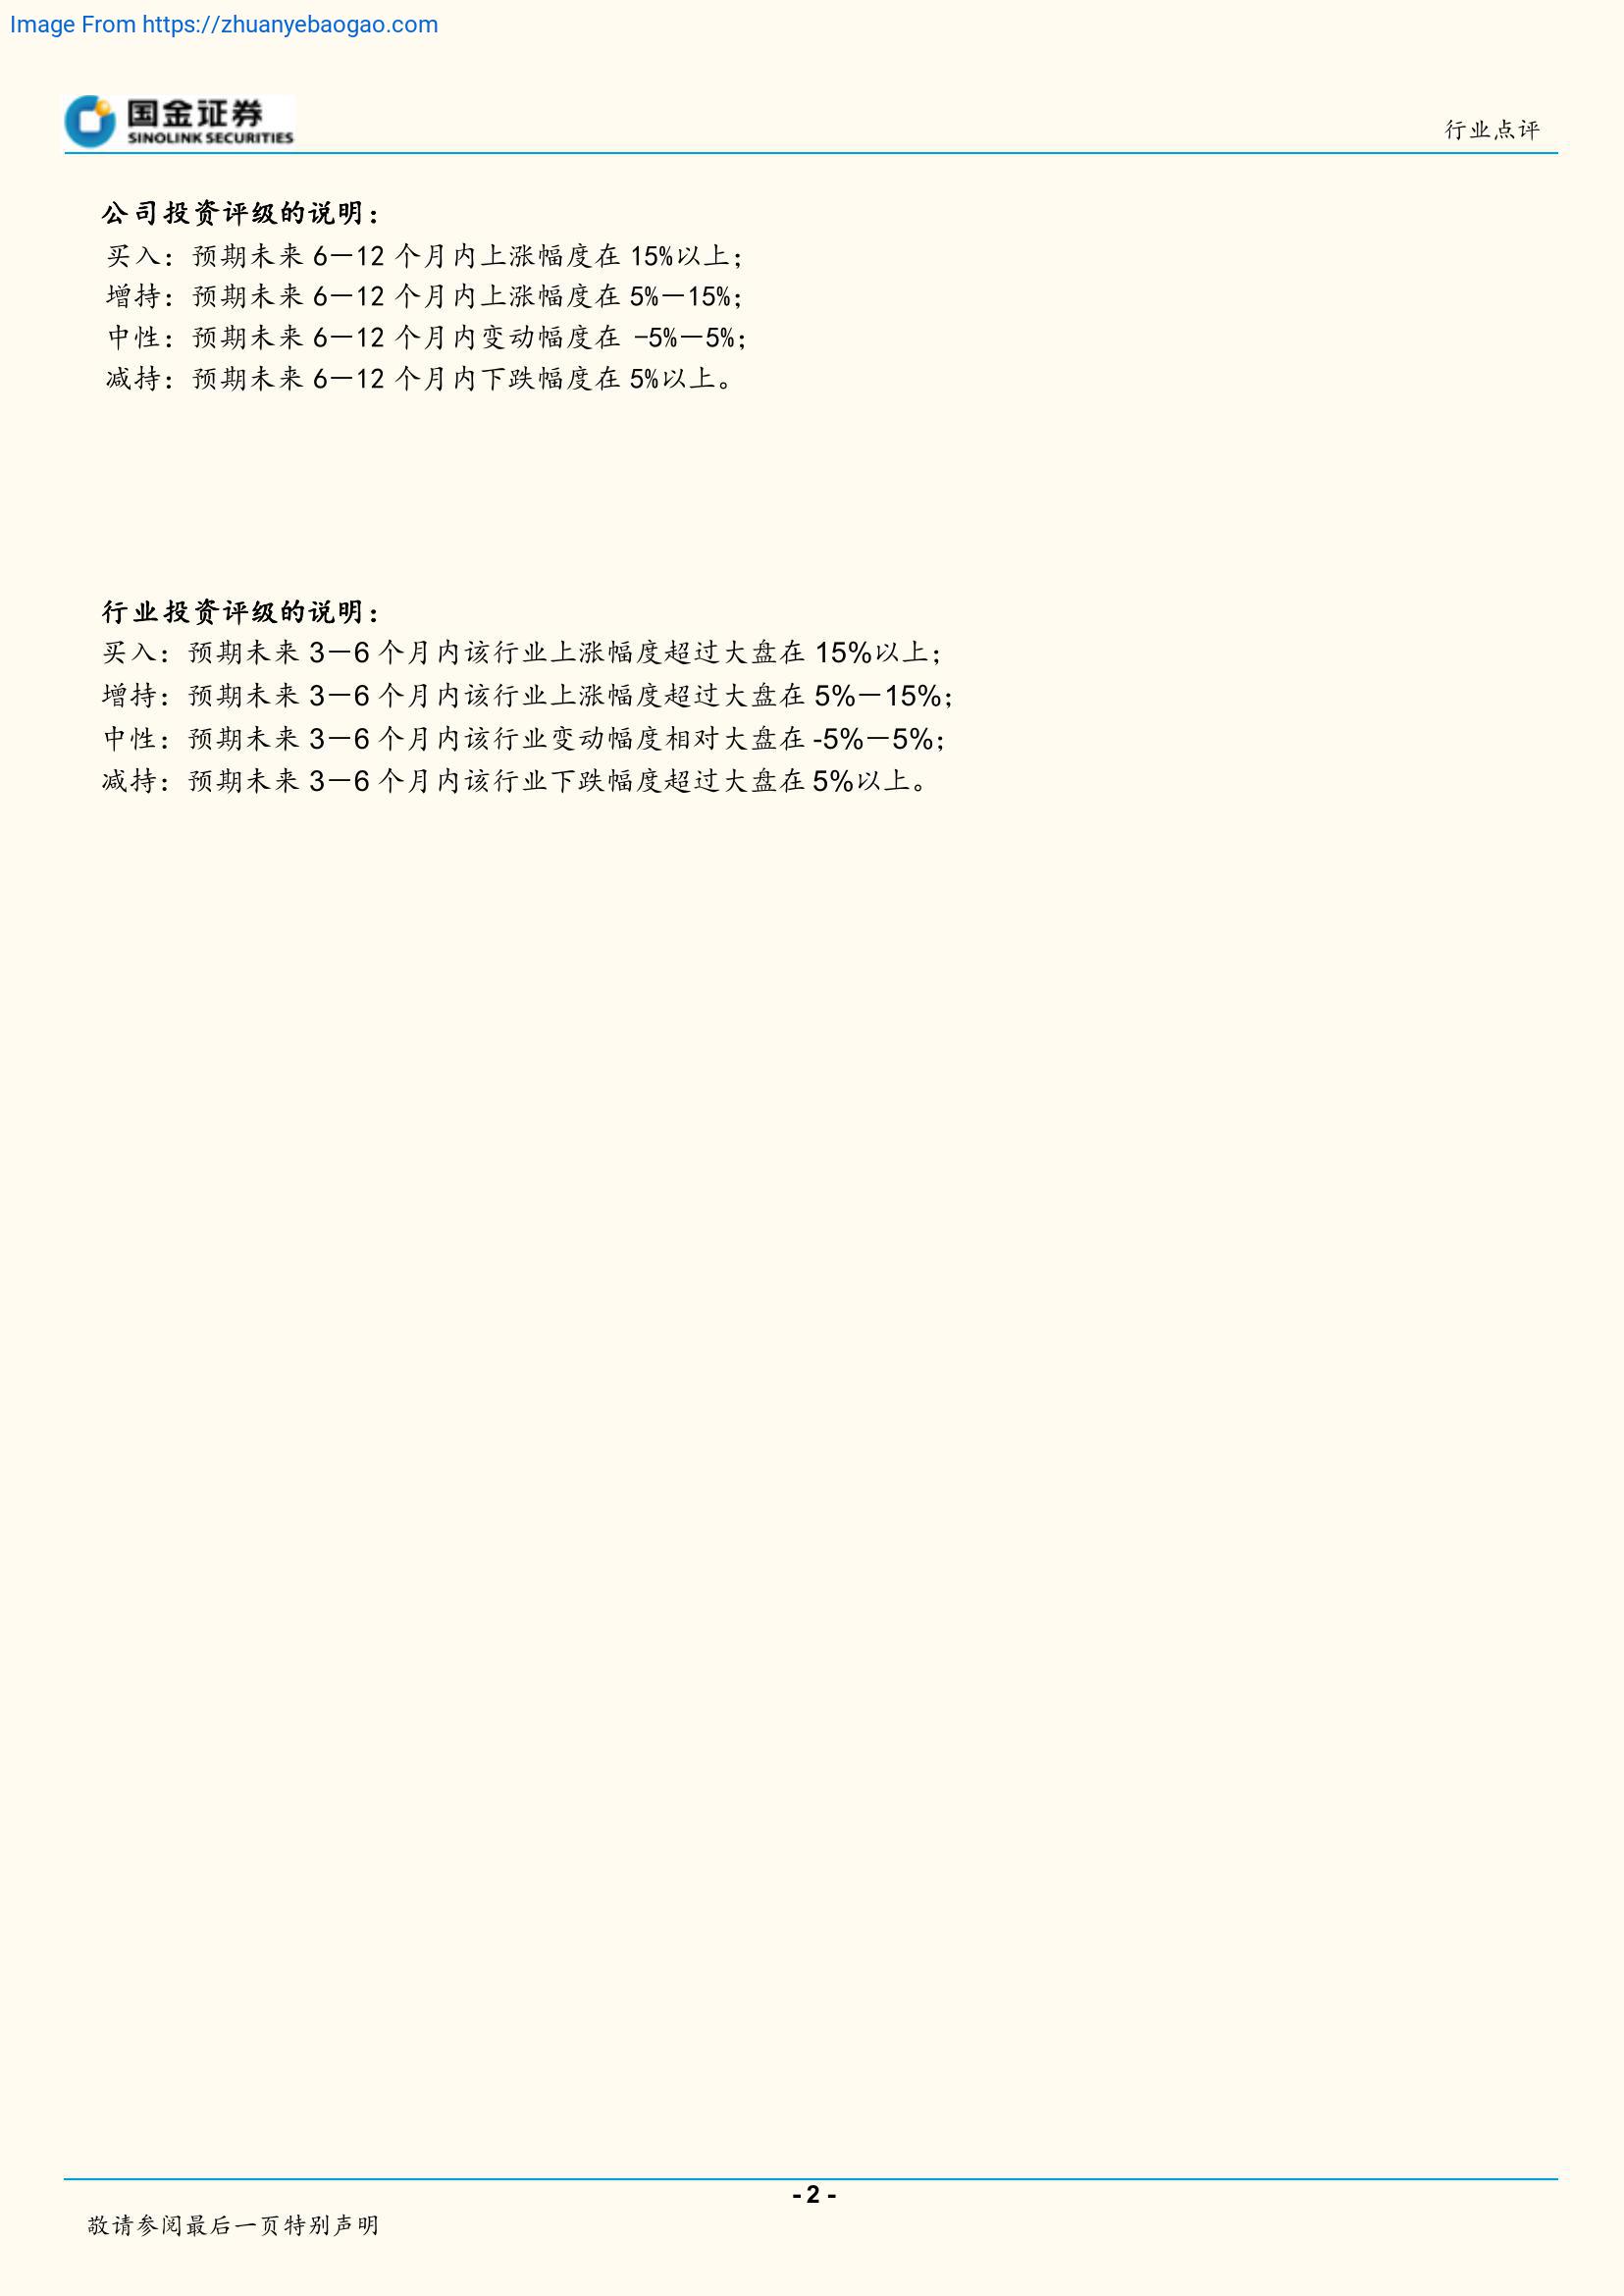 Image From https://zhuanyebaogao.com
国金证券
SINOLINK SECURITIES
行业点评
公司投资评级的说明：
买入：预期未来 6－12 个月内上涨幅度在 15%以上；
增持：预期未来 6－12 个月内上涨幅度在 5%－15%；
中性：预期未来 6－12 个月内变动幅度在 -5%－5%；
减持：预期未来 6－12 个月内下跌幅度在 5%以上。
行业投资评级的说明：
买入：预期未来 3－6 个月内该行业上涨幅度超过大盘在 15%以上；
增持：预期未来 3－6 个月内该行业上涨幅度超过大盘在 5%－15%；
中性：预期未来 3－6 个月内该行业变动幅度相对大盘在 -5%－5%；
减持：预期未来 3－6 个月内该行业下跌幅度超过大盘在 5%以上。
- 2 -
敬请参阅最后一页特别声明